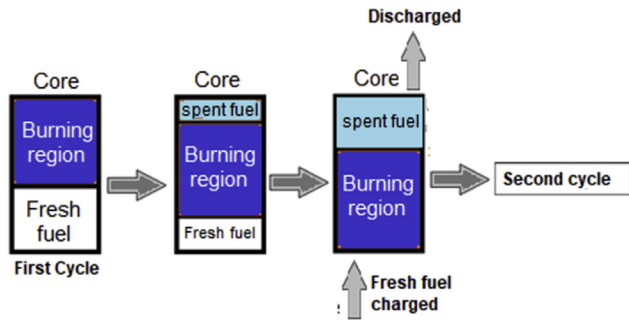 Discharged
Core
Burning
region
Fresh
fuel
First Cycle
Core
spent fuel
Burning
region
Fresh fuel
Core
spent fuel
Burning
region
Fresh fuel
charged
Second cycle